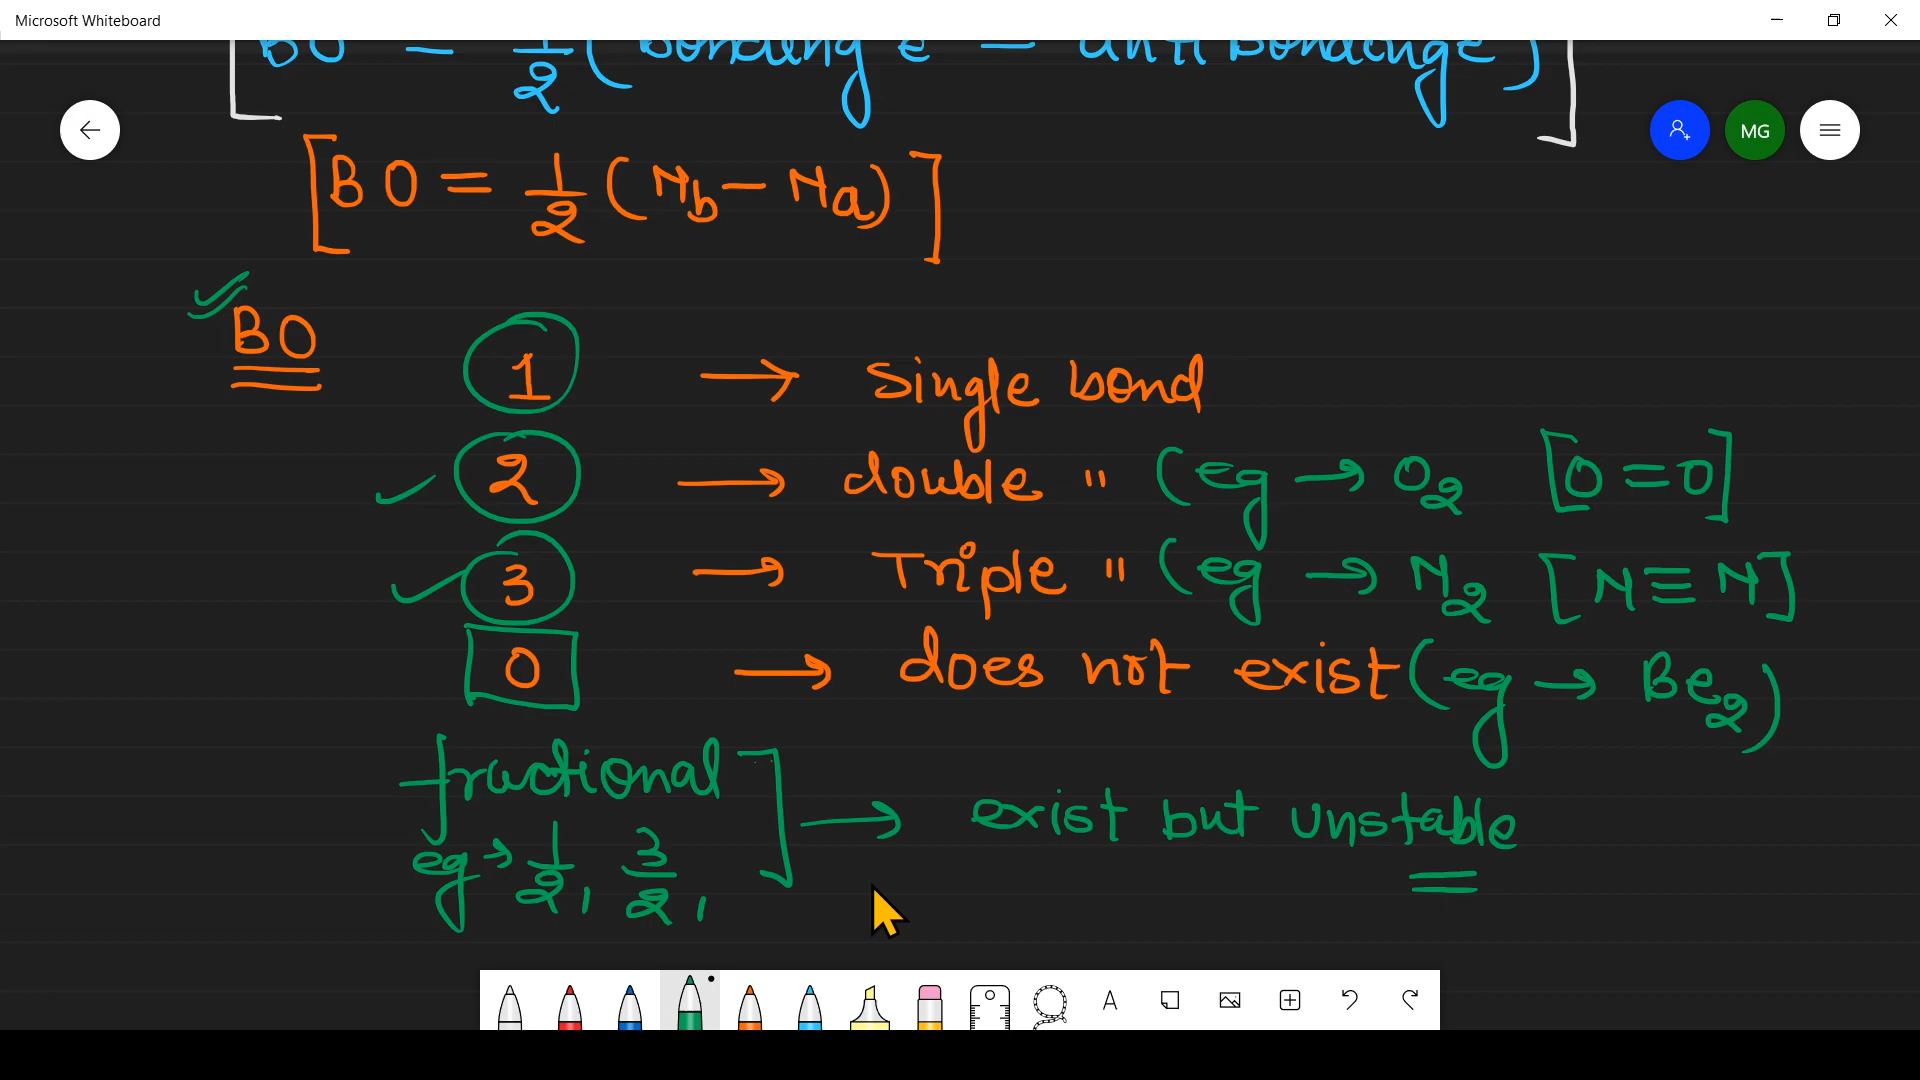 Microsoft Whiteboard
[BO = 1/2 (bonding e⁻ – antibonding e⁻)]
[BO = 1/2 (Nb – Na)]
MG
BO 1 → Single bond
2 → double " (eg → O2 [O=O]
3 → Triple " (eg → N2 [N≡N]
0 → does not exist (eg → Be2)
fractional
eg → 1/2, 3/2, ] → exist but unstable
A